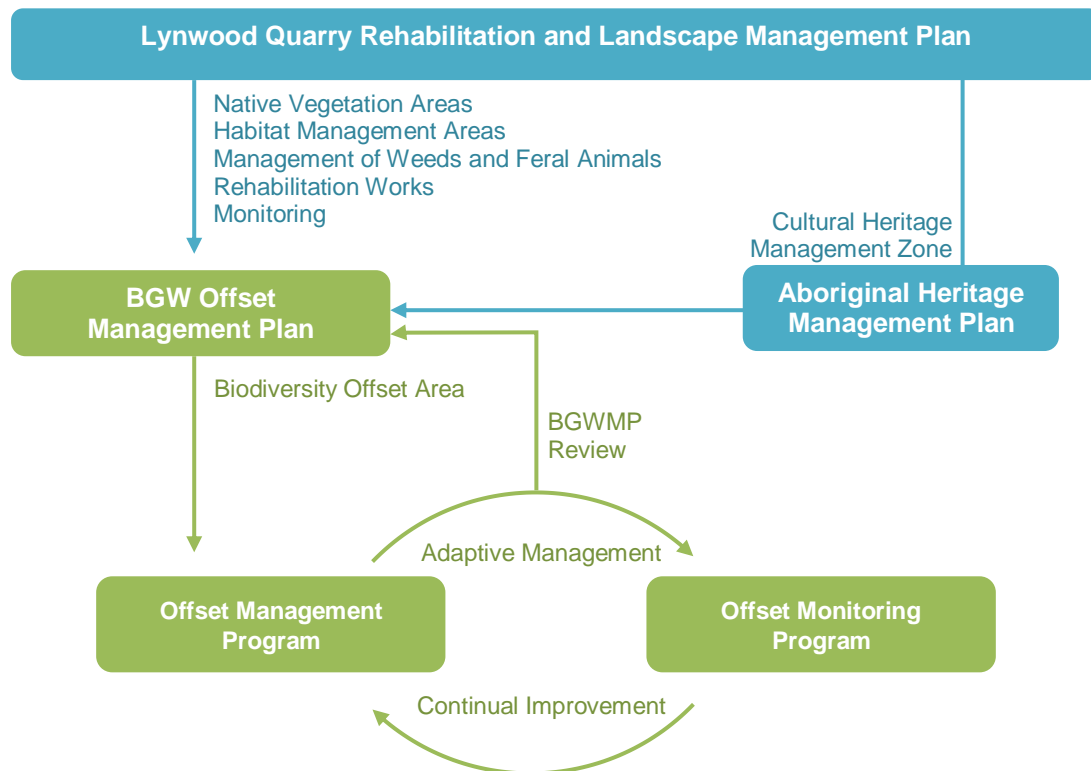 Lynwood Quarry Rehabilitation and Landscape Management Plan
Native Vegetation Areas
Habitat Management Areas
Management of Weeds and Feral Animals
Rehabilitation Works
Monitoring
Cultural Heritage
Management Zone
BGW Offset
Management Plan
Aboriginal Heritage
Management Plan
Biodiversity Offset Area
BGWMP
Review
Adaptive Management
Offset Management
Program
Offset Monitoring
Program
Continual Improvement